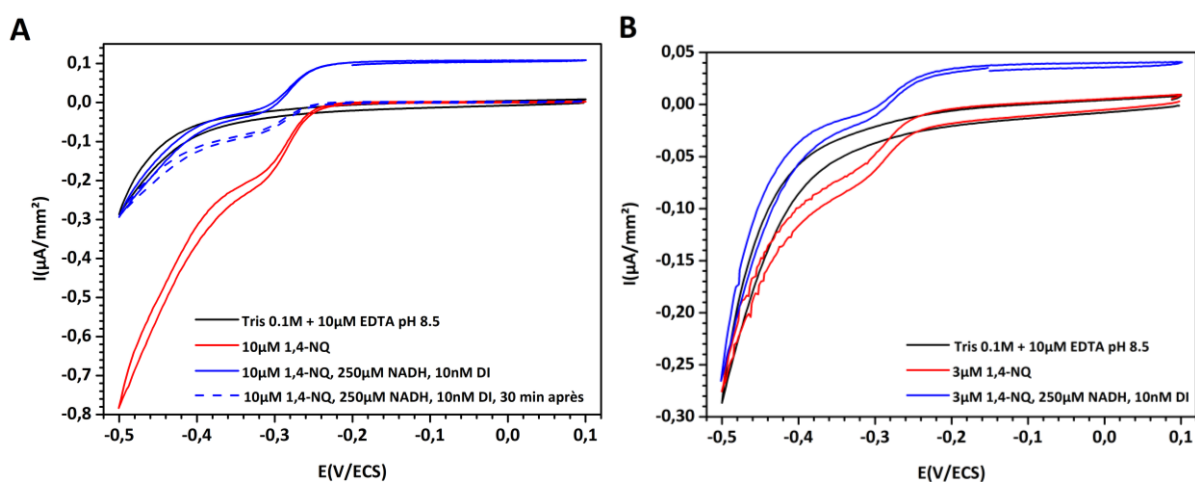 A
0,1
0,0
-0,1
-0,2
-0,3
-0,4
-0,5
-0,6
-0,7
-0,8
I(µA/mm²)
Tris 0.1M + 10µM EDTA pH 8.5
10µM 1,4-NQ
10µM 1,4-NQ, 250µM NADH, 10nM DI
10µM 1,4-NQ, 250µM NADH, 10nM DI, 30 min après
-0,5 -0,4 -0,3 -0,2 -0,1 0,0 0,1
E(V/ECS)
B
0,05
0,00
-0,05
-0,10
-0,15
-0,20
-0,25
-0,30
I(µA/mm²)
Tris 0.1M + 10µM EDTA pH 8.5
3µM 1,4-NQ
3µM 1,4-NQ, 250µM NADH, 10nM DI
-0,5 -0,4 -0,3 -0,2 -0,1 0,0 0,1
E(V/ECS)